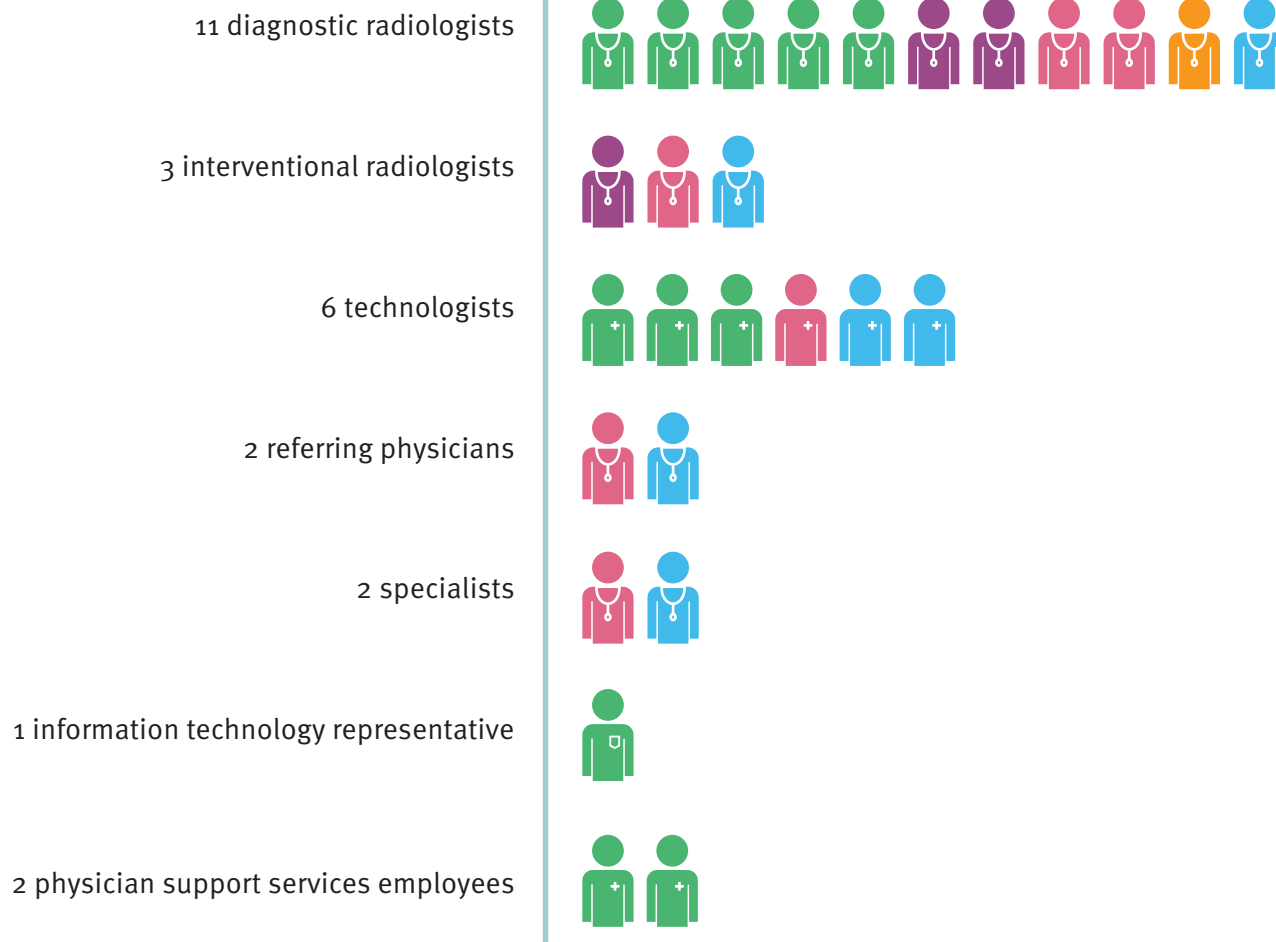 11 diagnostic radiologists
3 interventional radiologists
6 technologists
2 referring physicians
2 specialists
1 information technology representative
2 physician support services employees